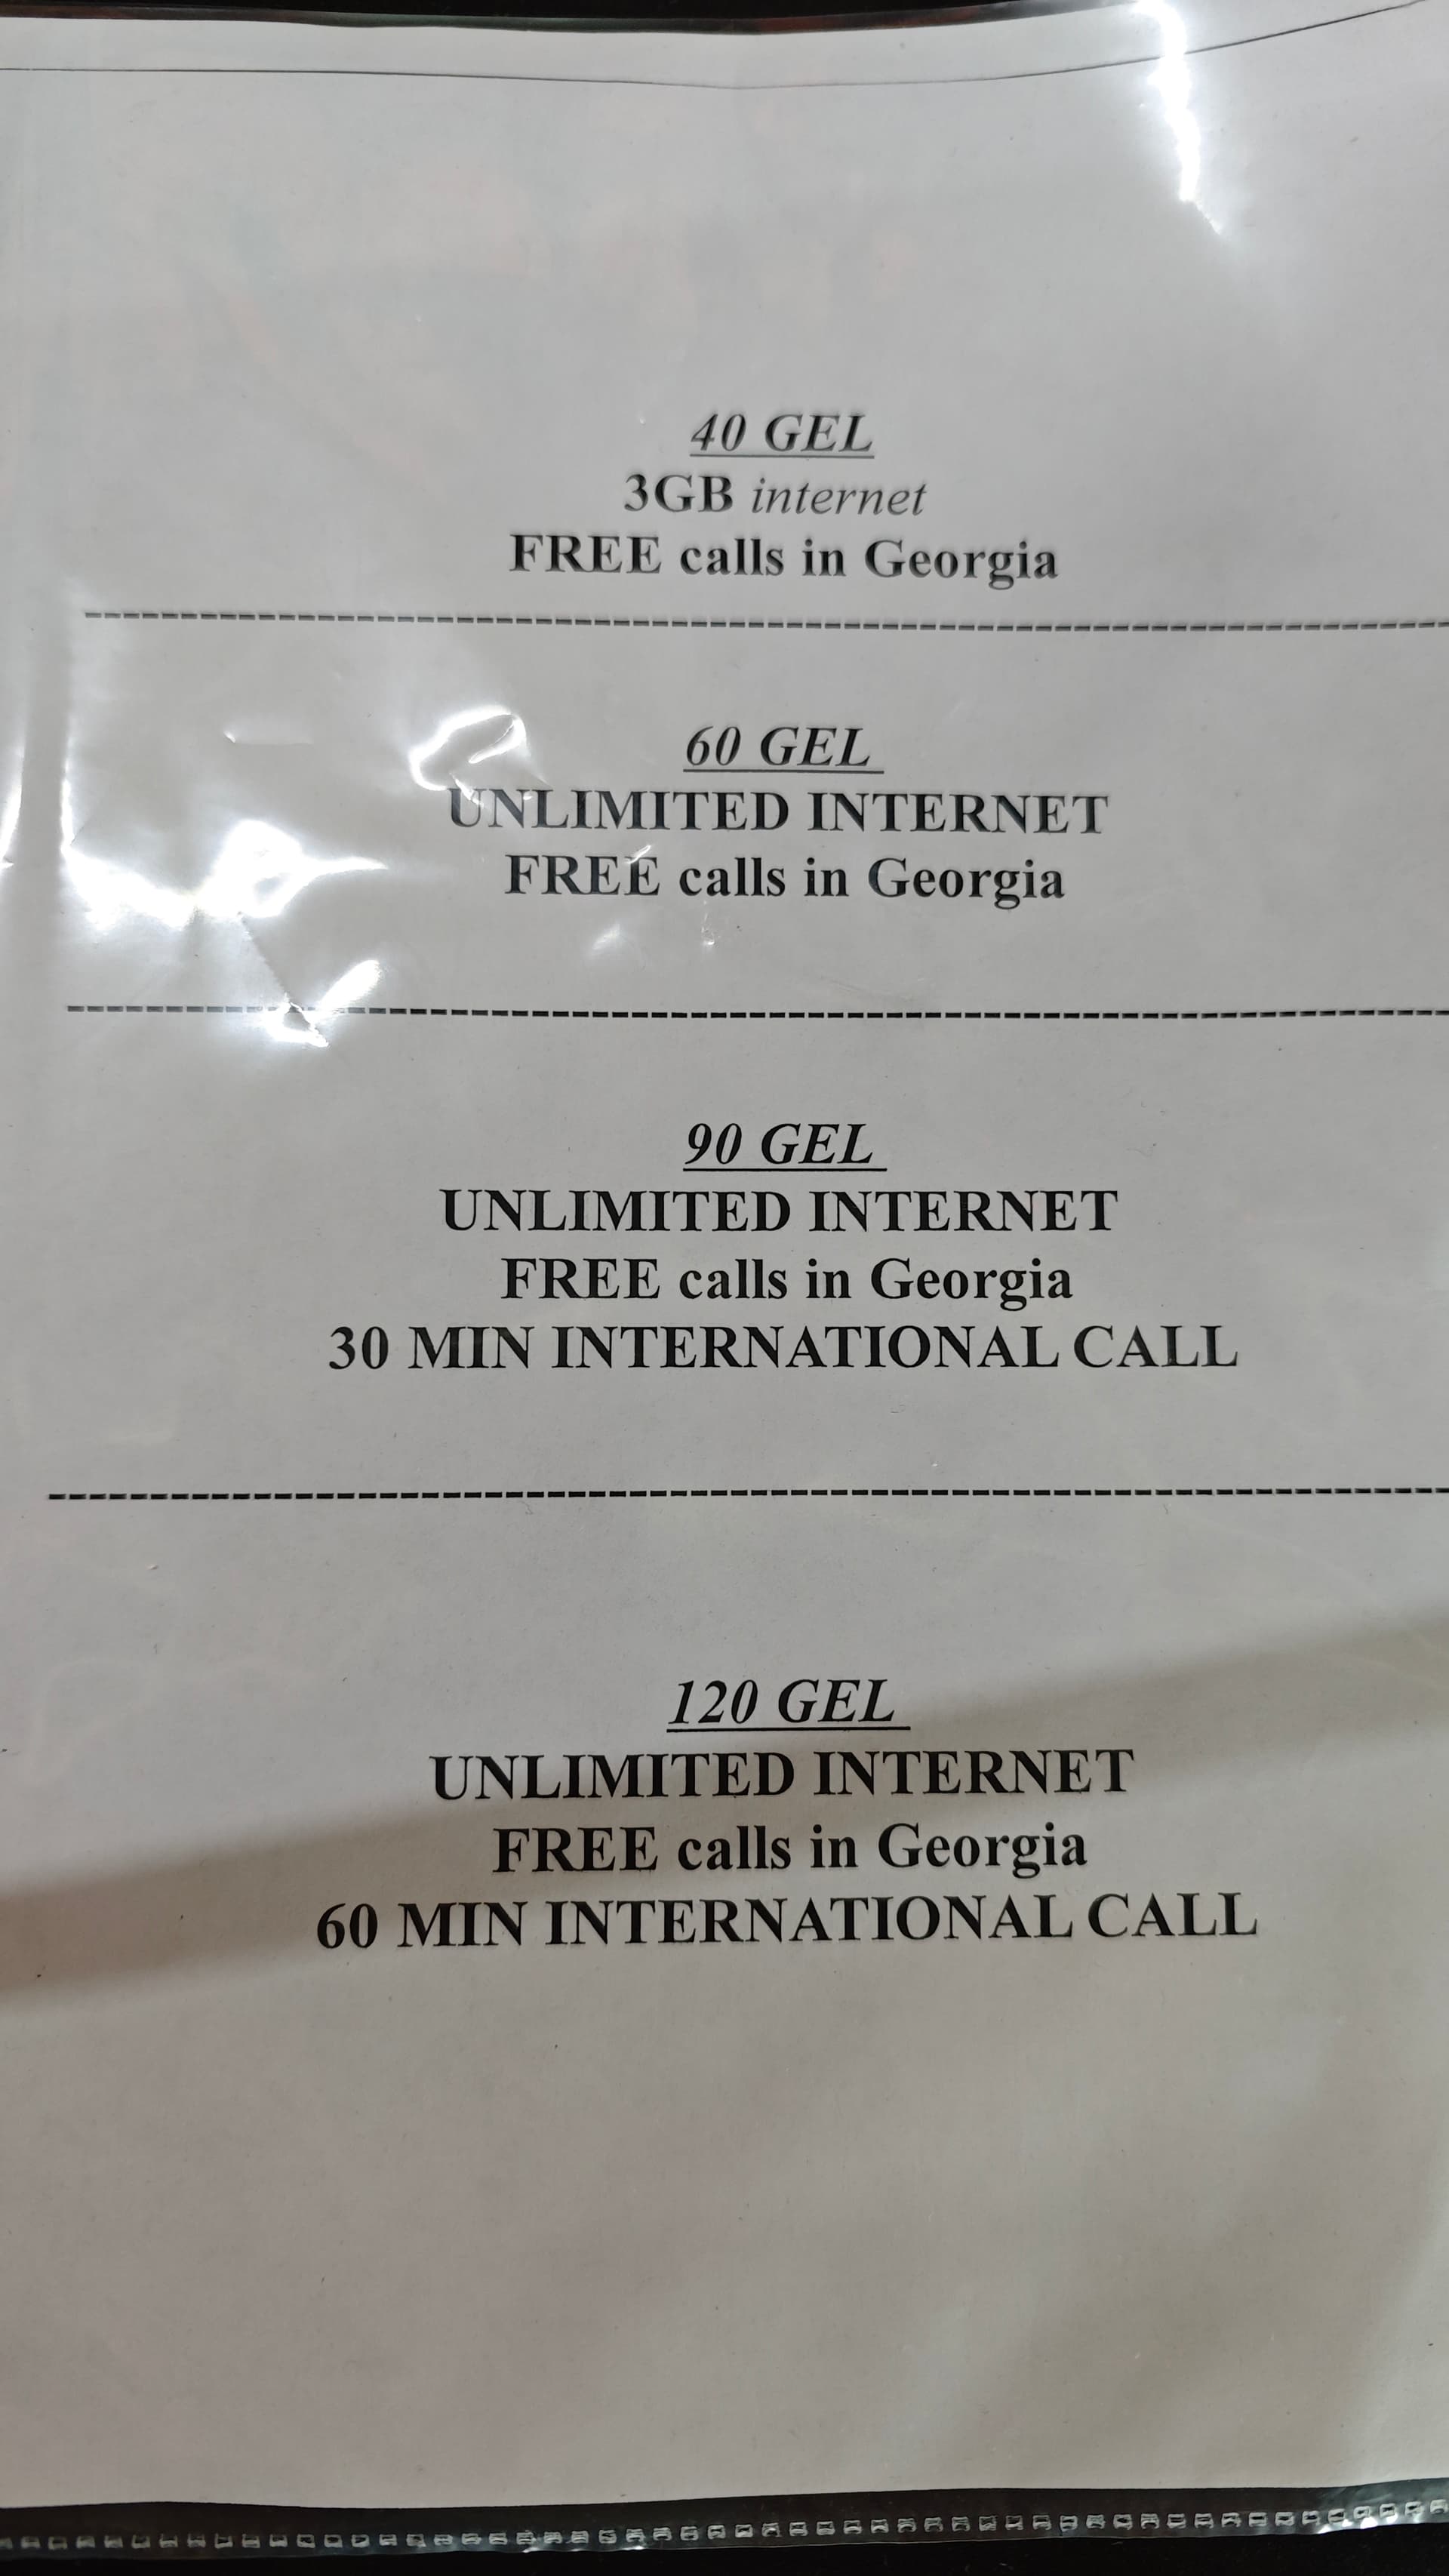 40 GEL
3GB internet
FREE calls in Georgia
60 GEL
UNLIMITED INTERNET
FREE calls in Georgia
90 GEL
UNLIMITED INTERNET
FREE calls in Georgia
30 MIN INTERNATIONAL CALL
120 GEL
UNLIMITED INTERNET
FREE calls in Georgia
60 MIN INTERNATIONAL CALL